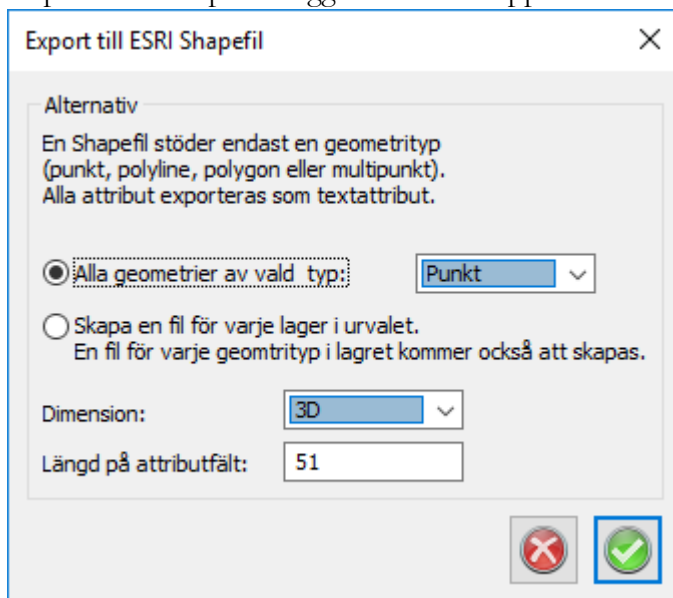 Export till ESRI Shapefil
Alternativ
En Shapefil stöder endast en geometrityp
(punkt, polyline, polygon eller multipunkt).
Alla attribut exporteras som textattribut.
Alla geometrier av vald typ:
Punkt
Skapa en fil för varje lager i urvalet.
En fil för varje geomtrityp i lagret kommer också att skapas.
Dimension:
3D
Längd på attributfält:
51